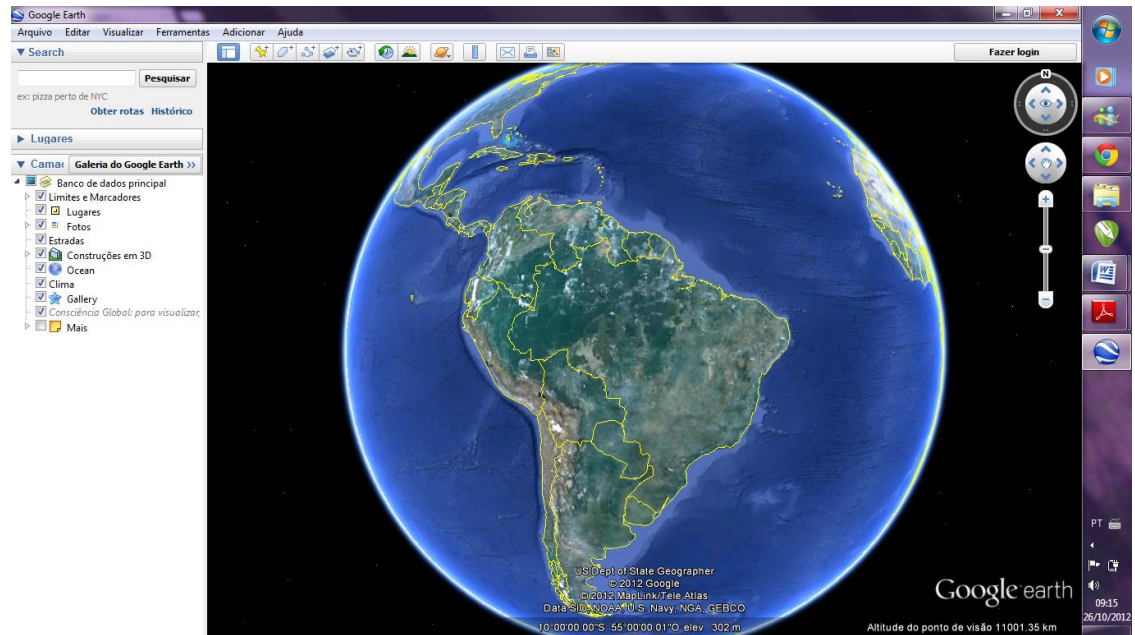 Google Earth
Arquivo Editar Visualizar Ferramentas Adicionar Ajuda
Search
Pesquisar
ex: pizza perto de NYC
Obter rotas Histórico
Lugares
Camad Galeria do Google Earth >>
Banco de dados principal
Limites e Marcadores
Lugares
Fotos
Estradas
Construções em 3D
Ocean
Clima
Gallery
Consciência Global: para visualizar,
Mais
Fazer login
N
US Dept of State Geographer
© 2012 Google
© 2012 MapLink/Tele Atlas
Data SIO, NOAA, U.S. Navy, NGA, GEBCO
10°00'00.00"S 55°00'00.01"O elev 302 m
Google earth
Altitude do ponto de visão 11001.35 km
PT
09:15
26/10/2012